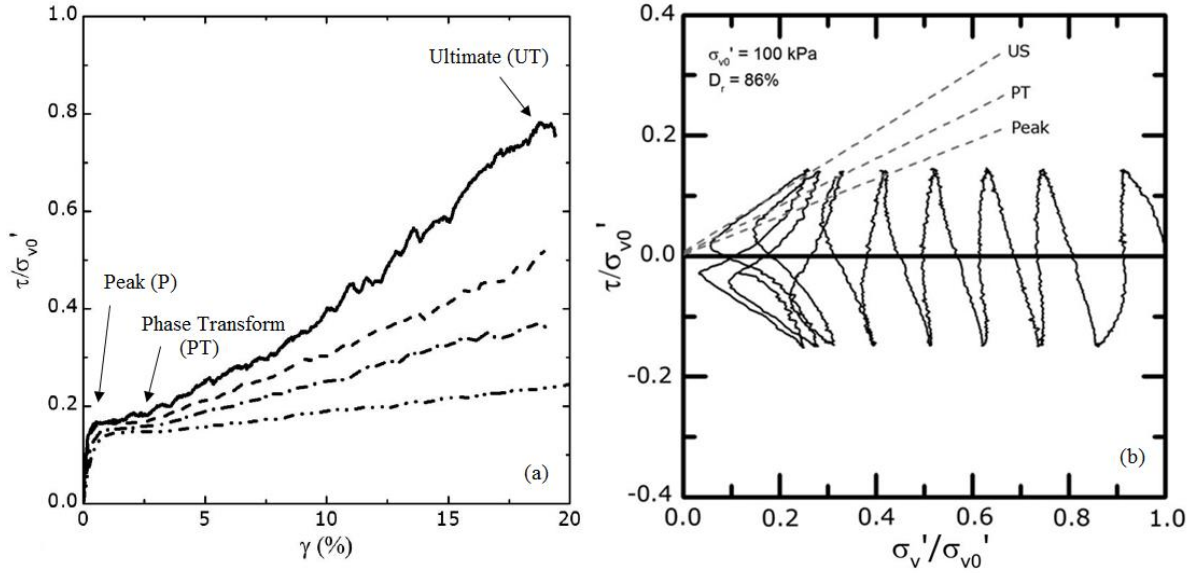 1.0
0.8
0.6
0.4
0.2
0.0
0
5
10
15
20
τ/σv0'
γ (%)
Ultimate (UT)
Peak (P)
Phase Transform
(PT)
(a)
0.4
0.2
0.0
-0.2
-0.4
0.0
0.2
0.4
0.6
0.8
1.0
τ/σv0'
σv'/σv0'
σv0' = 100 kPa
Dr = 86%
US
PT
Peak
(b)